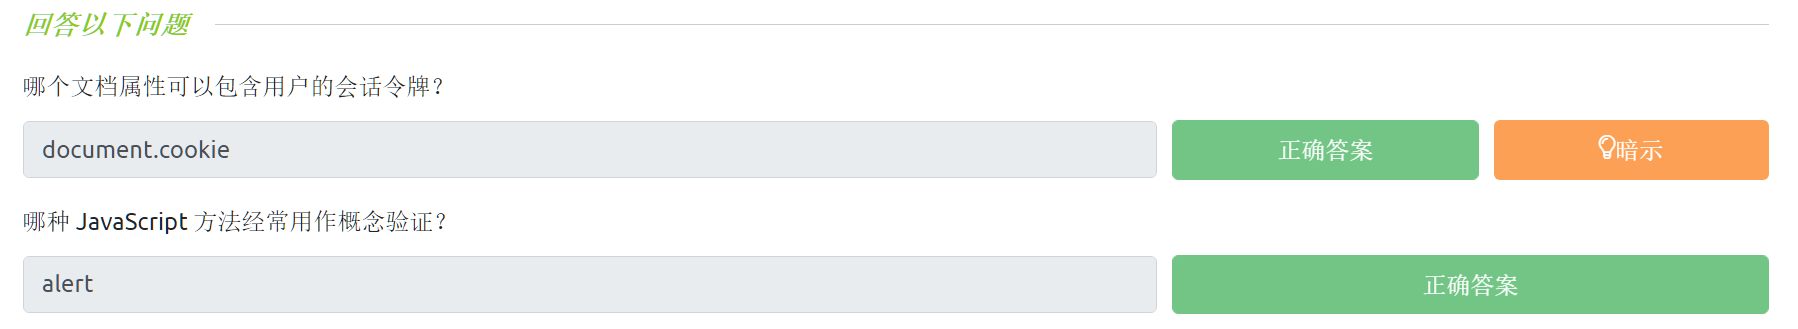 回答以下问题
哪个文档属性可以包含用户的会话令牌?
document.cookie
正确答案
暗示
哪种 JavaScript 方法经常用作概念验证?
alert
正确答案